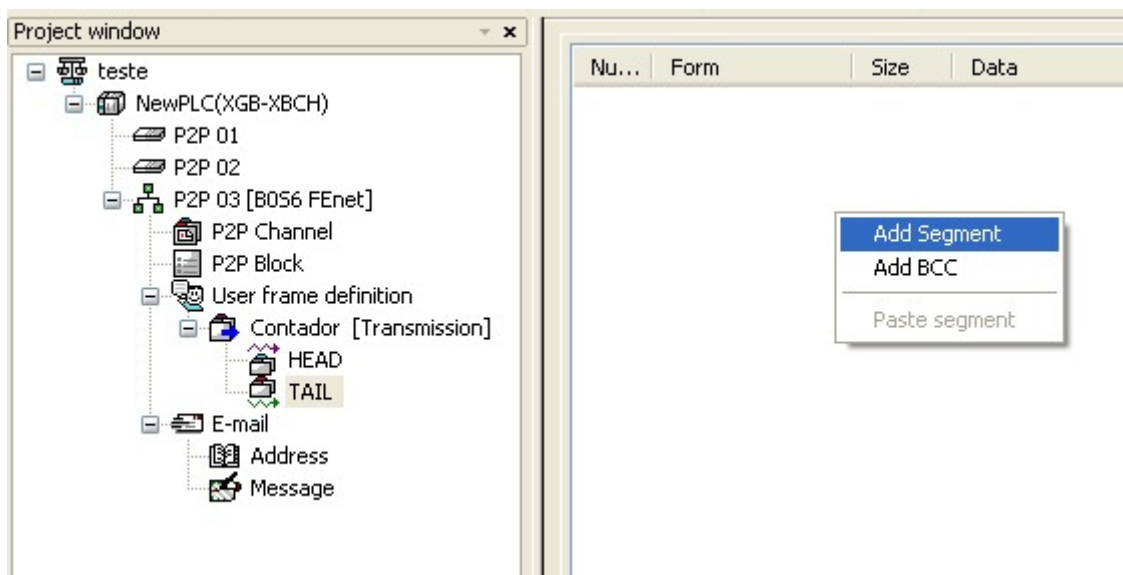 Project window
teste
NewPLC(XGB-XBCH)
P2P 01
P2P 02
P2P 03 [B0S6 FEnet]
P2P Channel
P2P Block
User frame definition
Contador [Transmission]
HEAD
TAIL
E-mail
Address
Message
Nu... Form Size Data
Add Segment
Add BCC
Paste segment